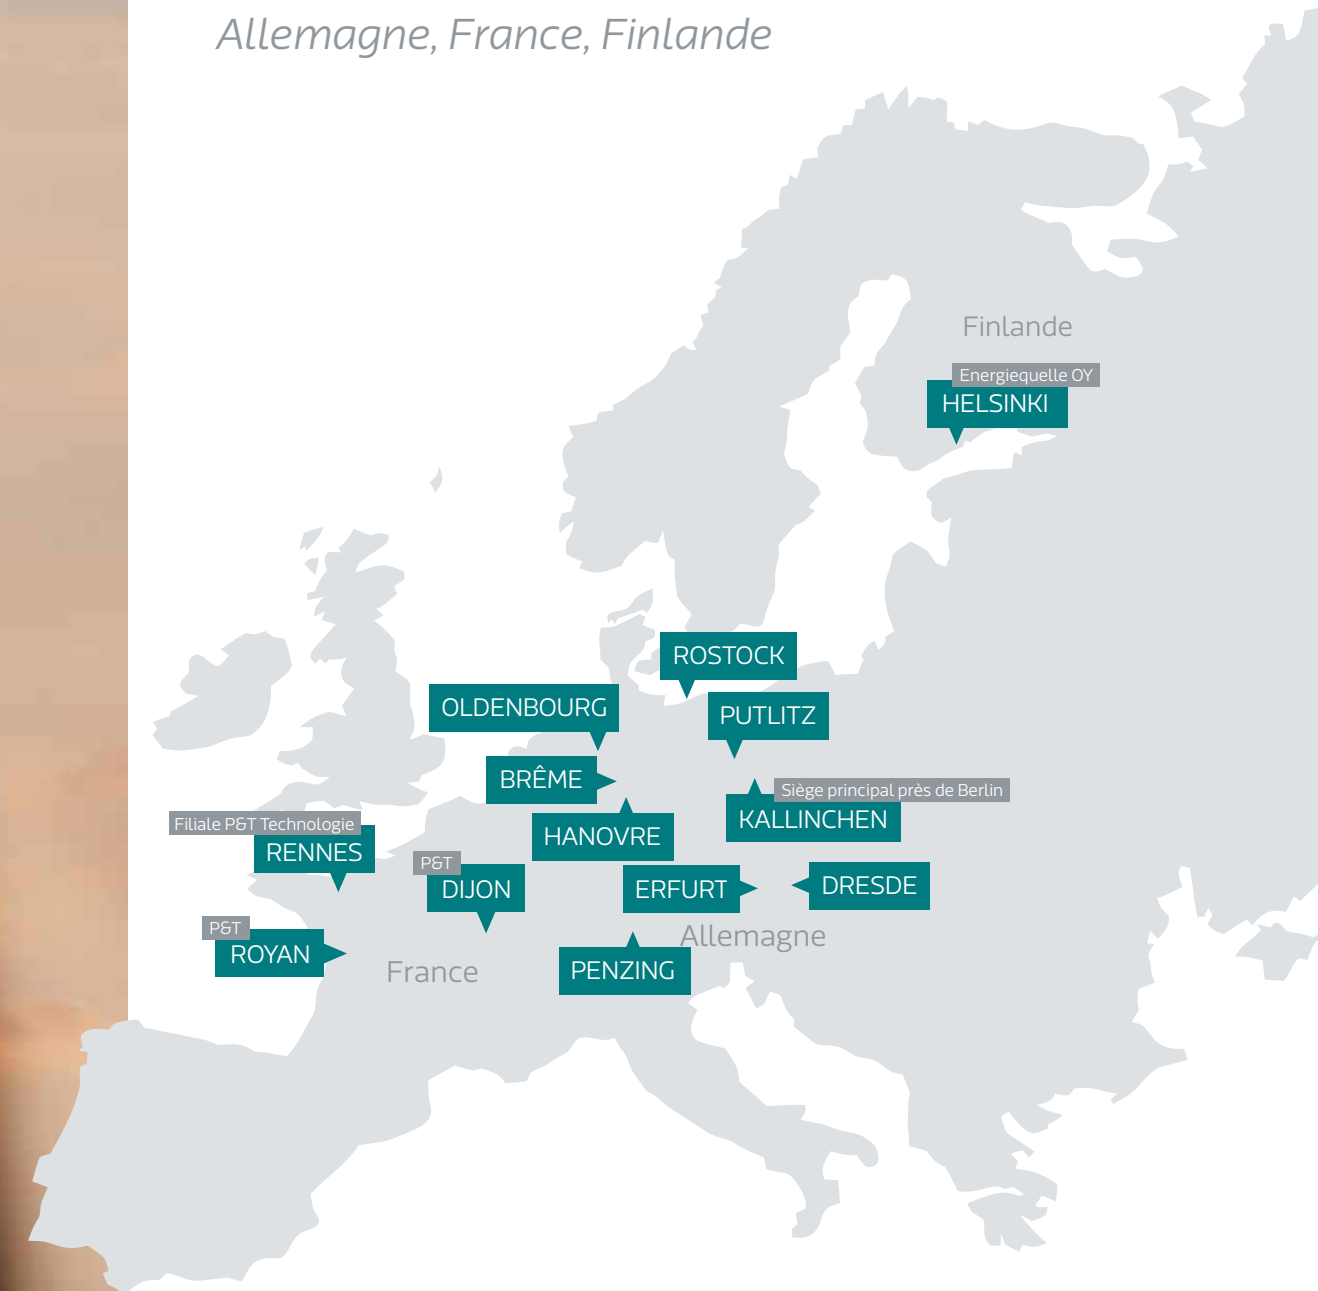 Allemagne, France, Finlande
Finlande
Energiequelle OY
HELSINKI
ROSTOCK
OLDENBOURG
PUTLITZ
BRÊME
Siège principal près de Berlin
KALLINCHEN
HANOVRE
Filiale P&T Technologie
RENNES
P&T
DIJON
ERFURT
DRESDE
P&T
ROYAN
Allemagne
France
PENZING